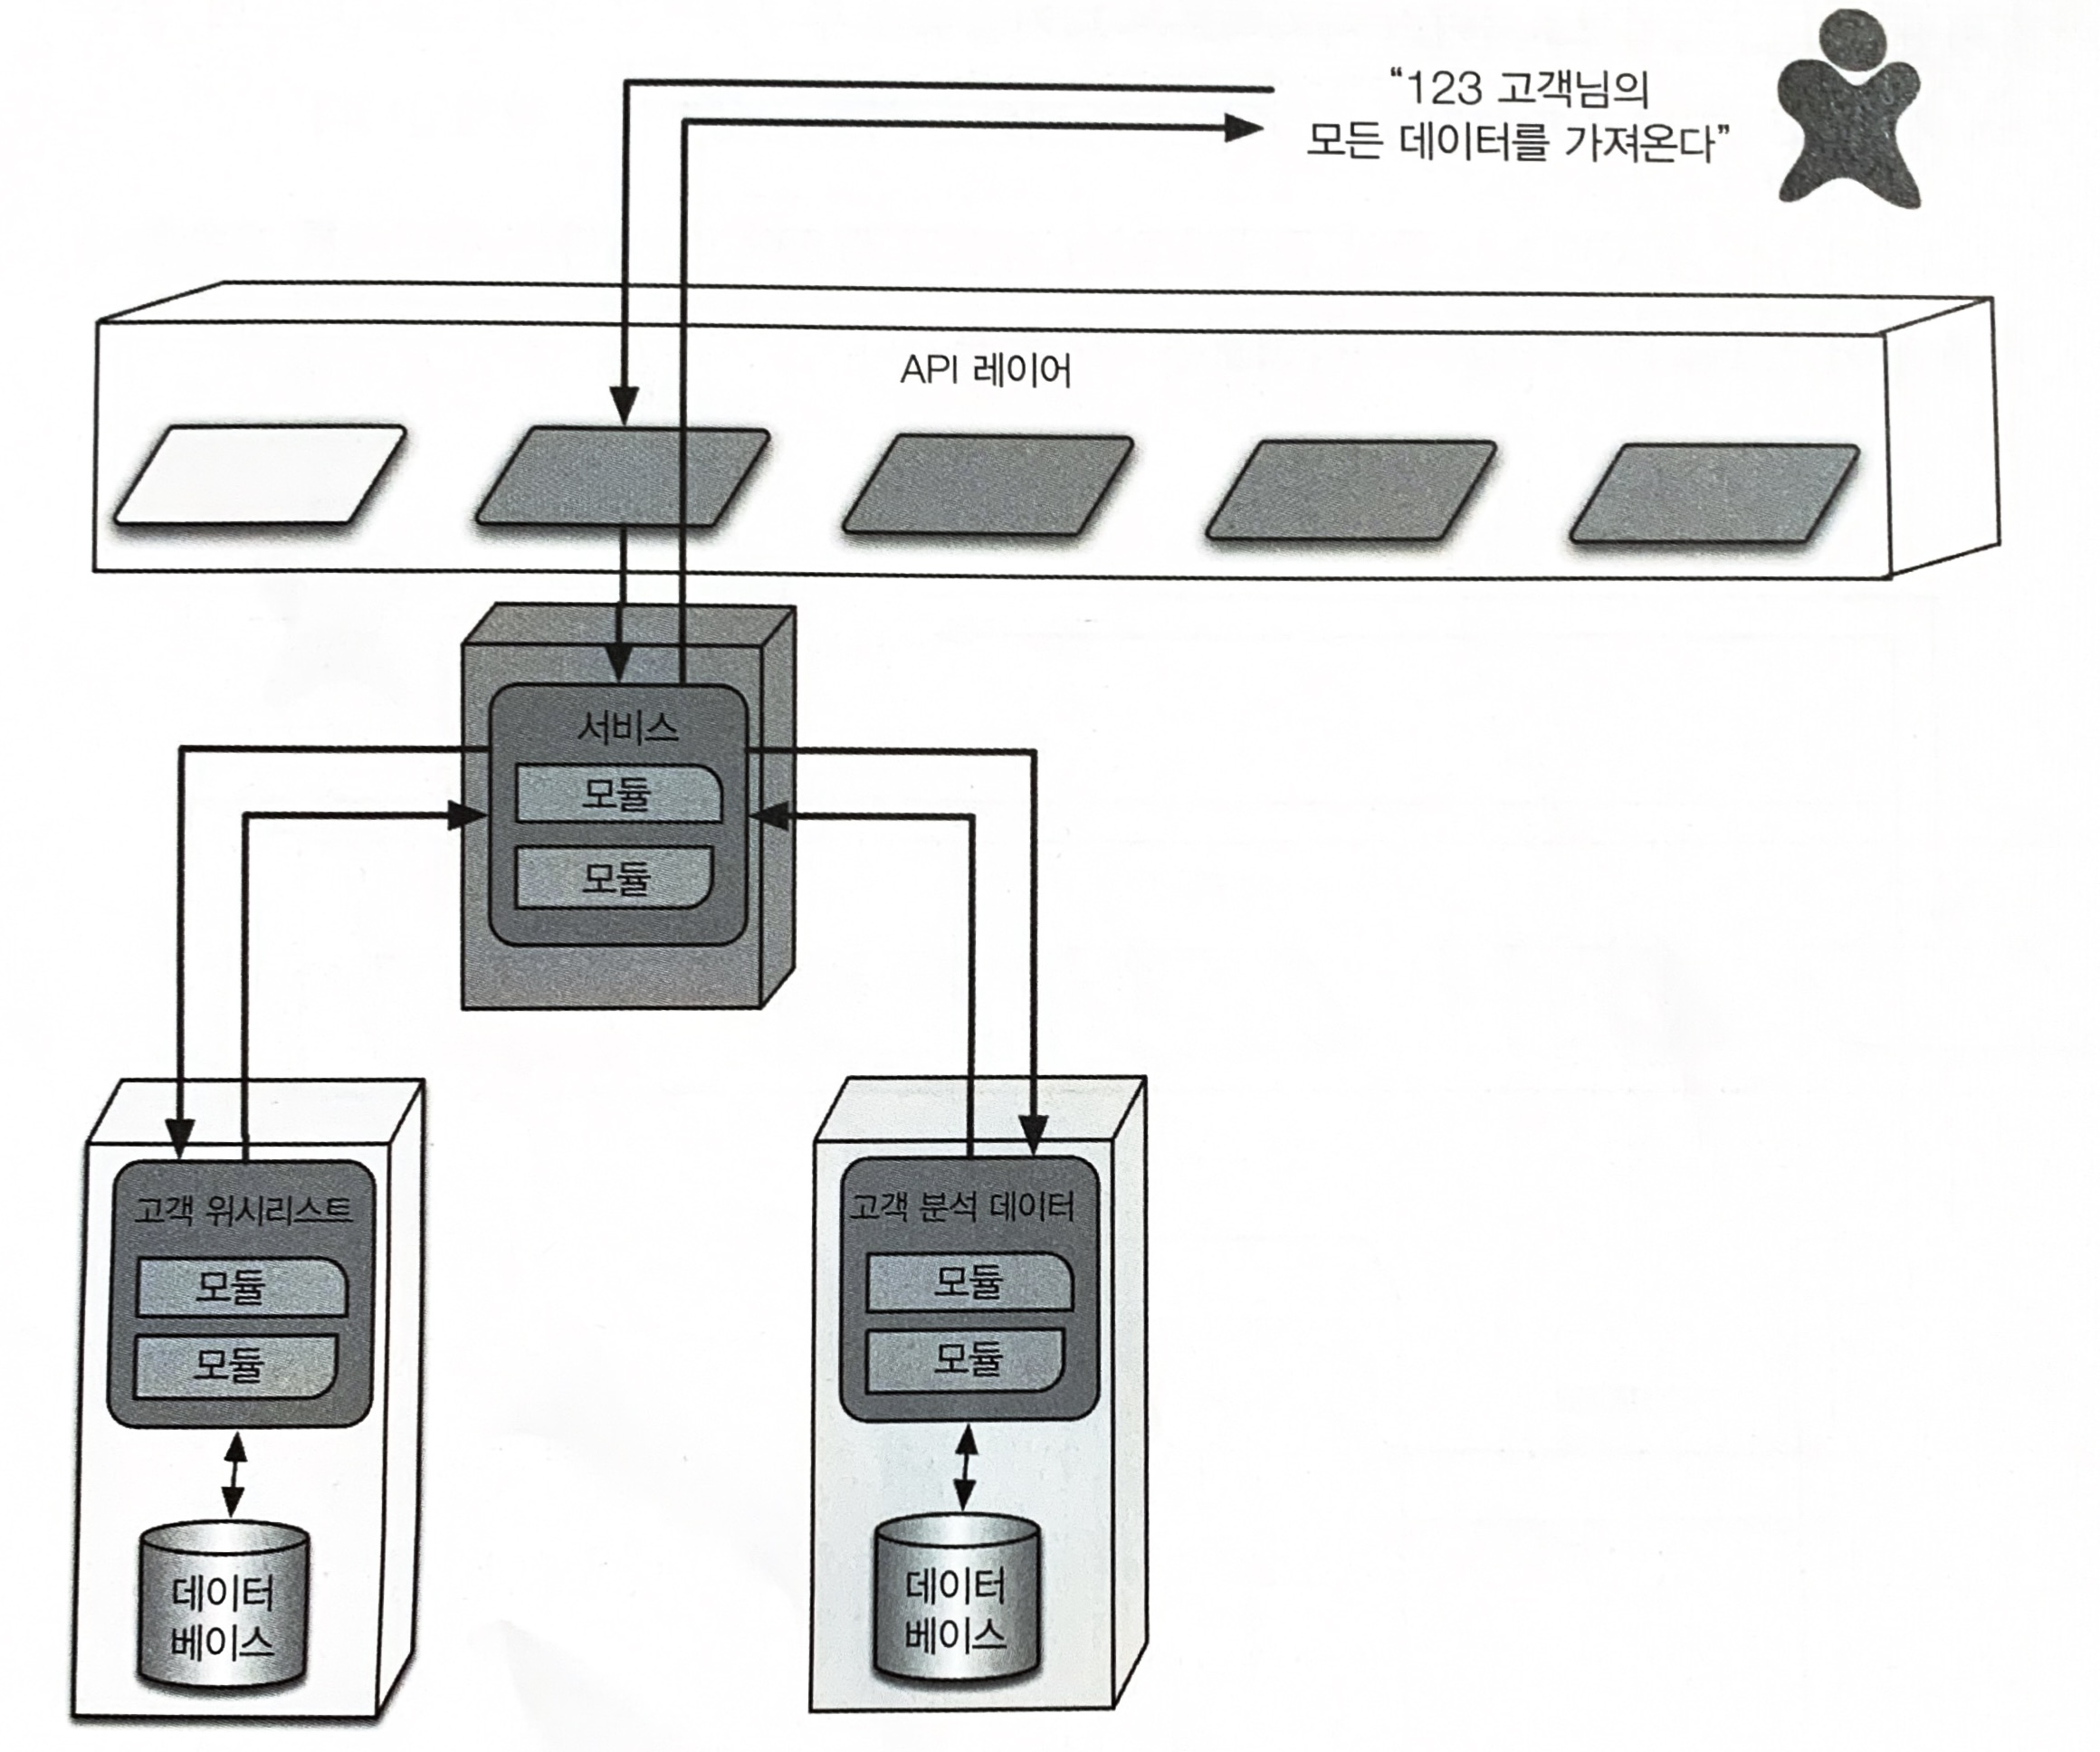 “123 고객님의
모든 데이터를 가져온다”
API 레이어
서비스
모듈
모듈
고객 위시리스트
모듈
모듈
데이터
베이스
고객 분석 데이터
모듈
모듈
데이터
베이스